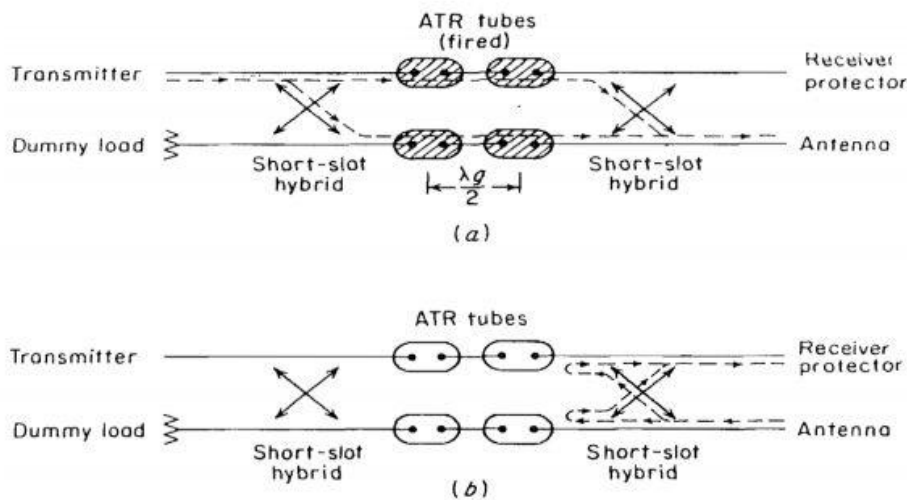 ATR tubes
(fired)
Transmitter
Receiver
protector
Dummy load
Antenna
Short-slot
hybrid
λg
2
Short-slot
hybrid
(a)
ATR tubes
Transmitter
Receiver
protector
Dummy load
Antenna
Short-slot
hybrid
Short-slot
hybrid
(b)